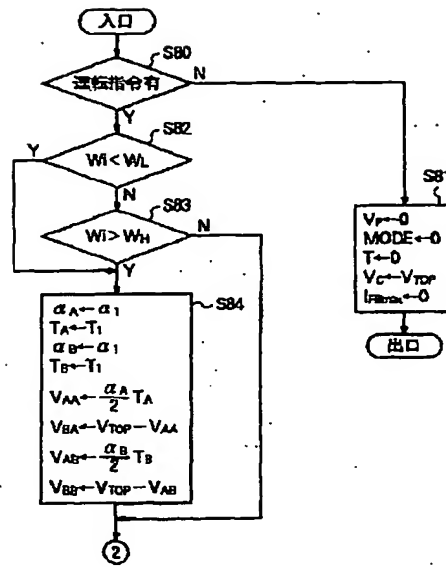 入口
S80
運転指令有
N
Y
S82
Y
Wi<WL
N
S83
Wi>WH
N
Y
S84
αA←α1
TA←T1
αB←α1
TB←T1
VAA←αA/2 TA
VBA←VTOP−VAA
VAB←αB/2 TB
VBB←VTOP−VAB
②
S81
VP←0
MODE←0
T←0
VC←VTOP
出口